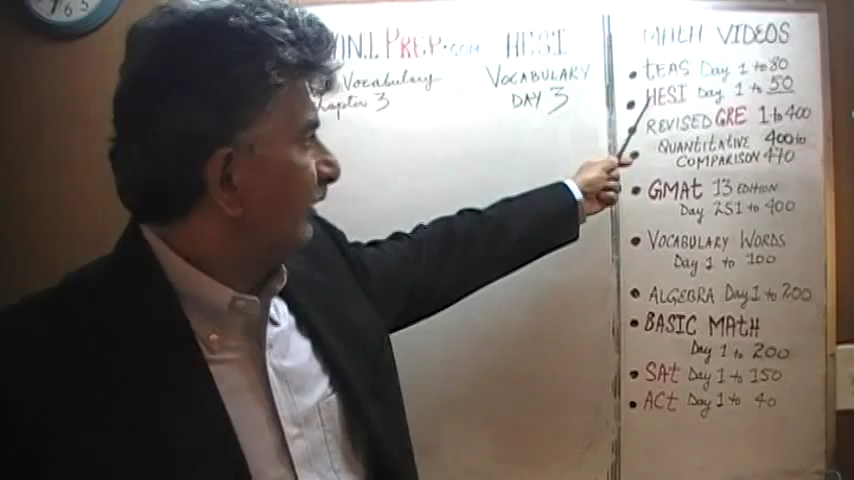 PREP.COM
Vocabulary
3
HESI
VOCABULARY
DAY 3
MATH VIDEOS
TEAS Day 1 to 80
HESI Day 1 to 50
REVISED GRE 1 to 400
QUANTITATIVE 400 to
COMPARISON 470
GMAT 13 EDITION
Day 251 to 400
VOCABULARY WORDS
Day 1 to 100
ALGEBRA Day 1 to 200
BASIC MATH
Day 1 to 200
SAT Day 1 to 150
ACT Day 1 to 40